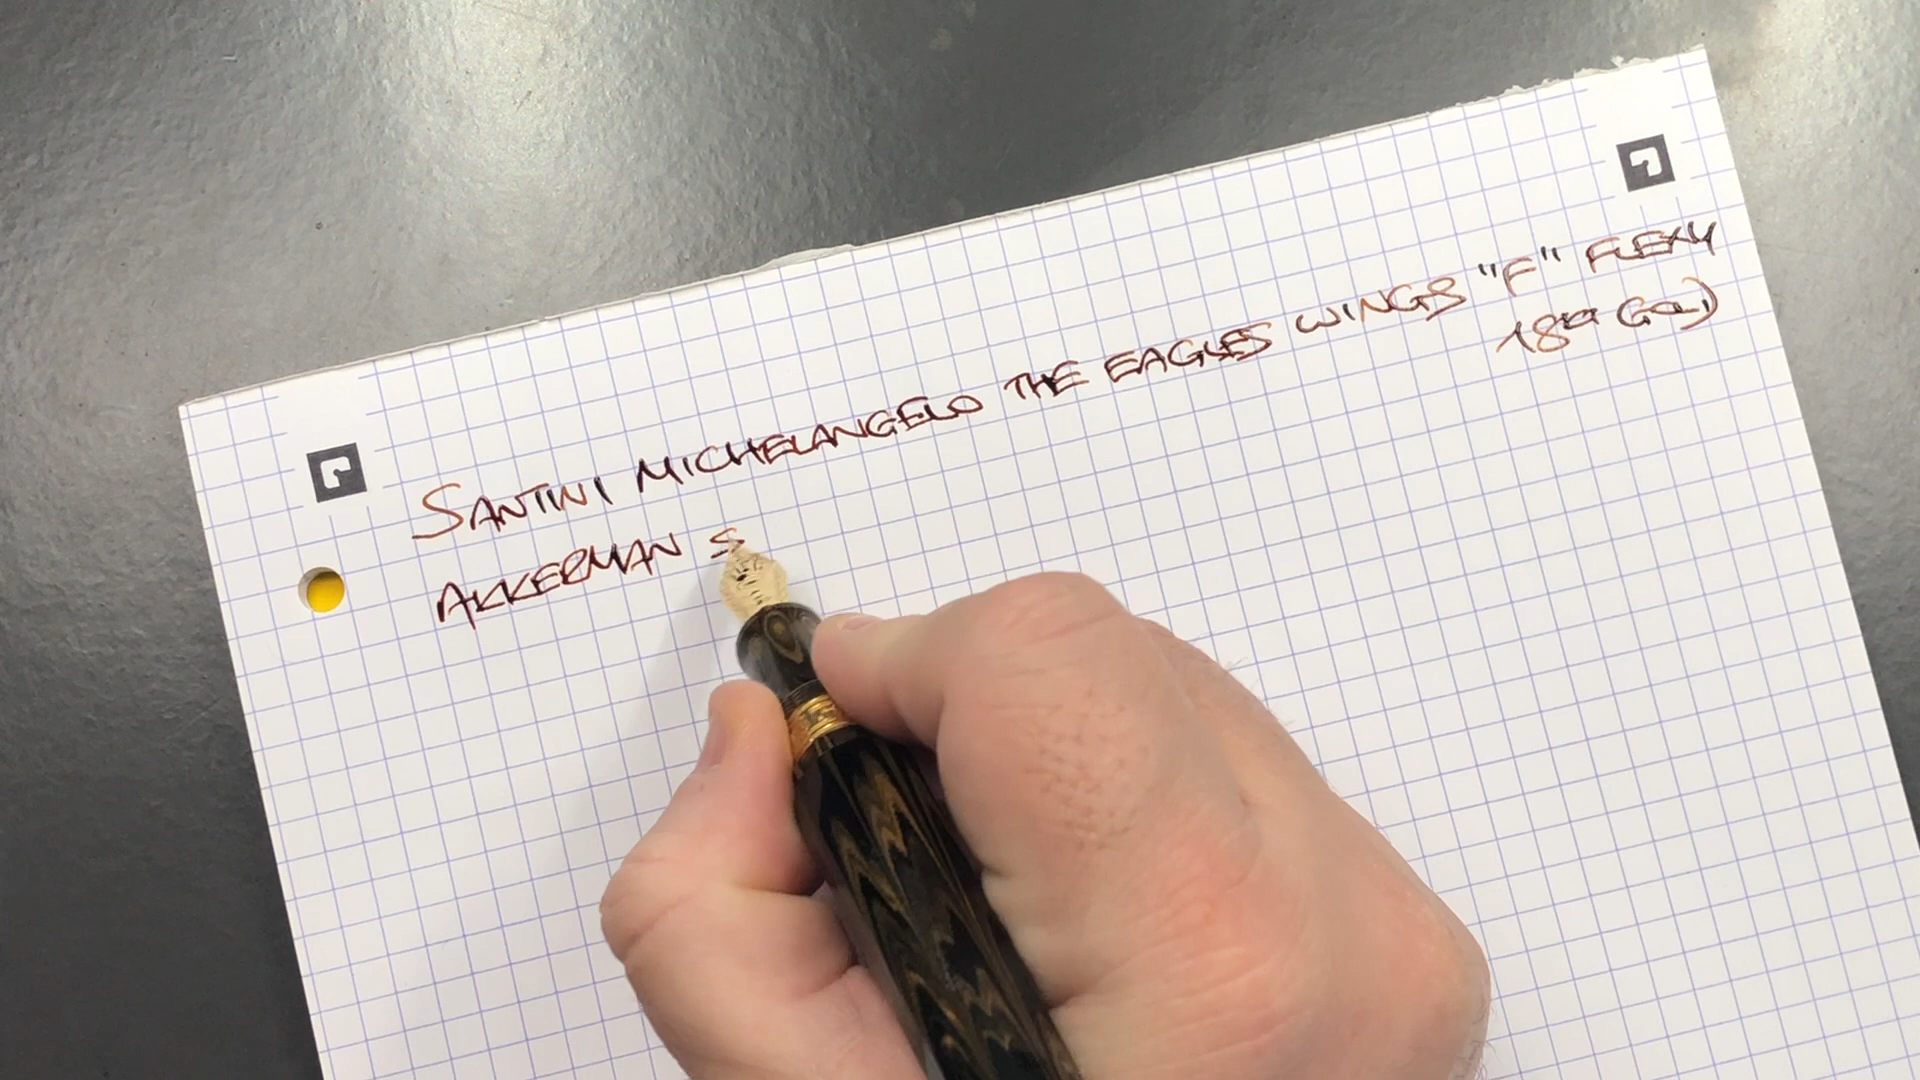 SANTINI MICHELANGELO THE EAGLES WINGS "F" FLEXY
18kt Gold
AKKERMAN S